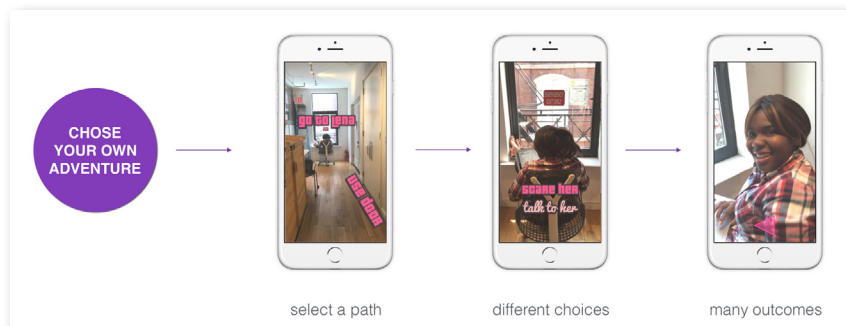 CHOSE
YOUR OWN
ADVENTURE
go to Lena
use door
scare her
talk to her
select a path
different choices
many outcomes